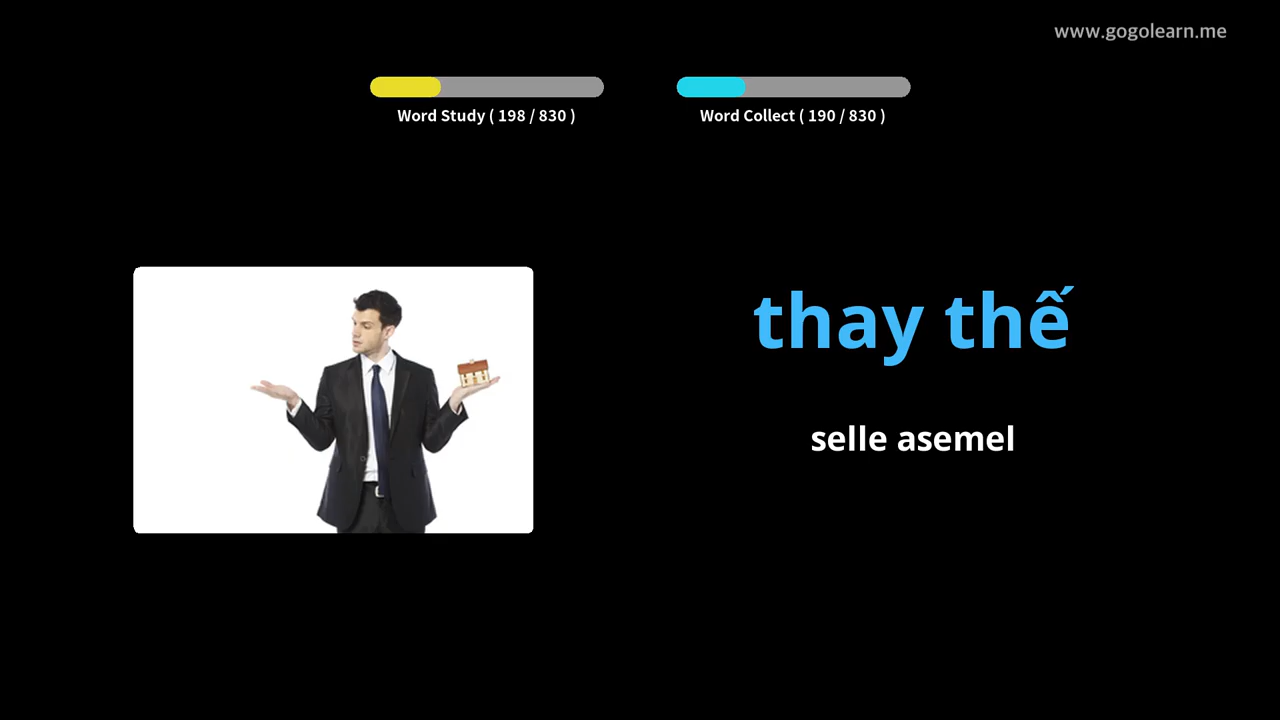 www.gogolearn.me
Word Study ( 198 / 830 )
Word Collect ( 190 / 830 )
thay thế
selle asemel